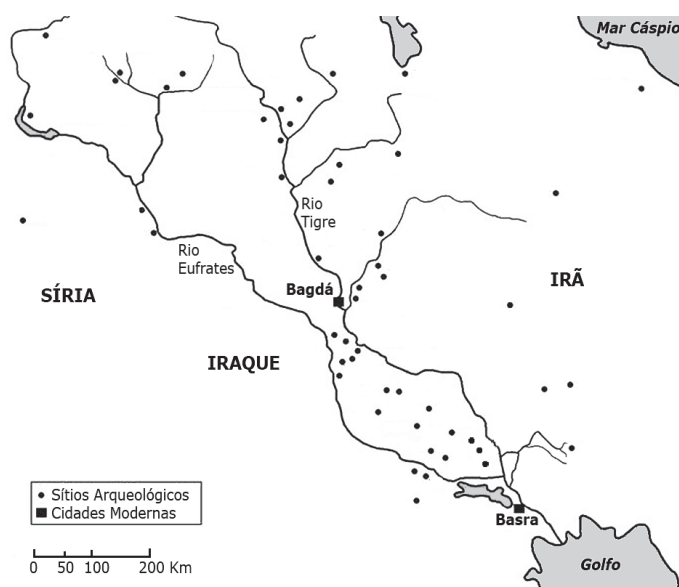 Mar Cáspio
Rio
Tigre
Rio
Eufrates
Bagdá
IRÃ
SÍRIA
IRAQUE
Sítios Arqueológicos
Cidades Modernas
Basra
0 50 100 200 Km
Golfo